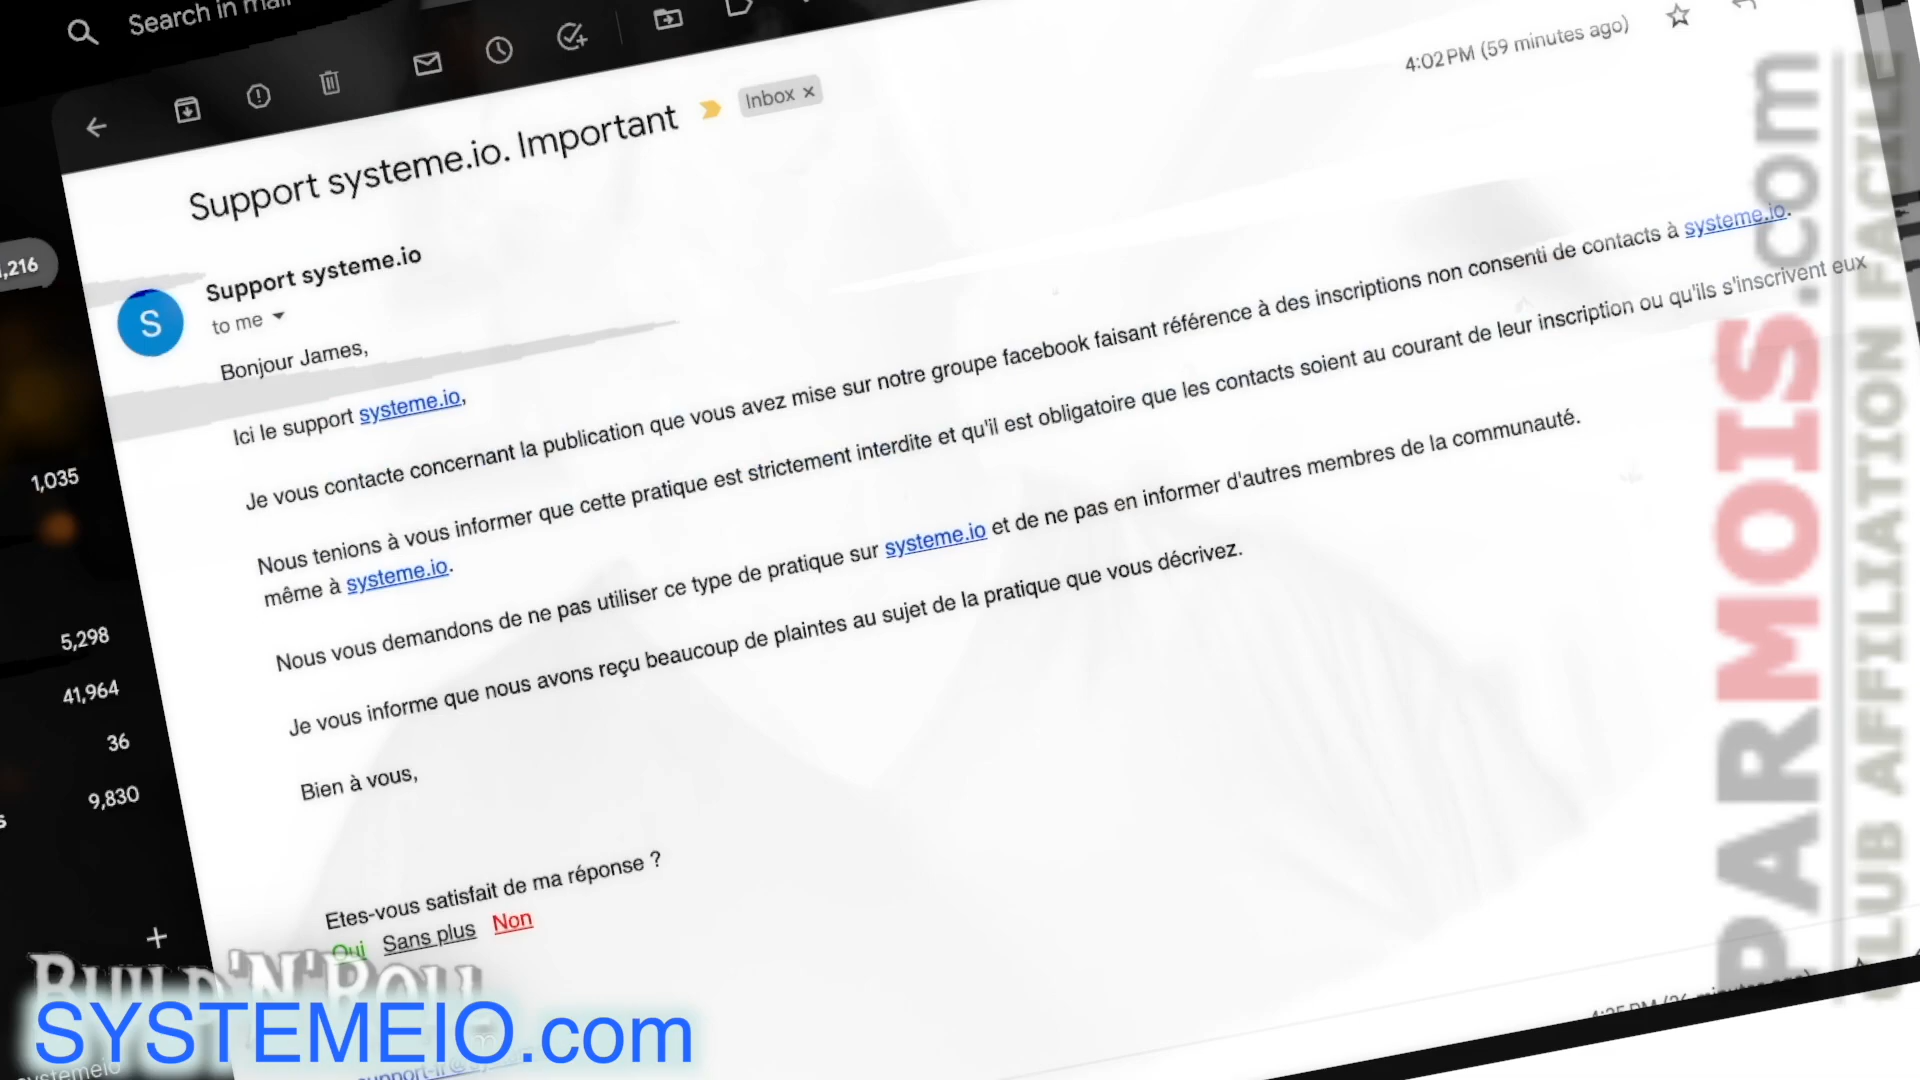 Search in mail
4:02 PM (59 minutes ago)
Support systeme.io. Important
Inbox ×
,216
Support systeme.io
S
to me
Bonjour James,
Ici le support systeme.io,
Je vous contacte concernant la publication que vous avez mise sur notre groupe facebook faisant référence à des inscriptions non consenti de contacts à systeme.io.
Nous tenions à vous informer que cette pratique est strictement interdite et qu'il est obligatoire que les contacts soient au courant de leur inscription ou qu'ils s'inscrivent eux
même à systeme.io.
Nous vous demandons de ne pas utiliser ce type de pratique sur systeme.io et de ne pas en informer d'autres membres de la communauté.
Je vous informe que nous avons reçu beaucoup de plaintes au sujet de la pratique que vous décrivez.
Bien à vous,
Etes-vous satisfait de ma réponse ?
Oui Sans plus Non
1,035
5,298
41,964
36
9,830
s
BUILD'N'ROLL
SYSTEMEIO.com
PARMOIS.com
CLUB AFFILIATION FACILE